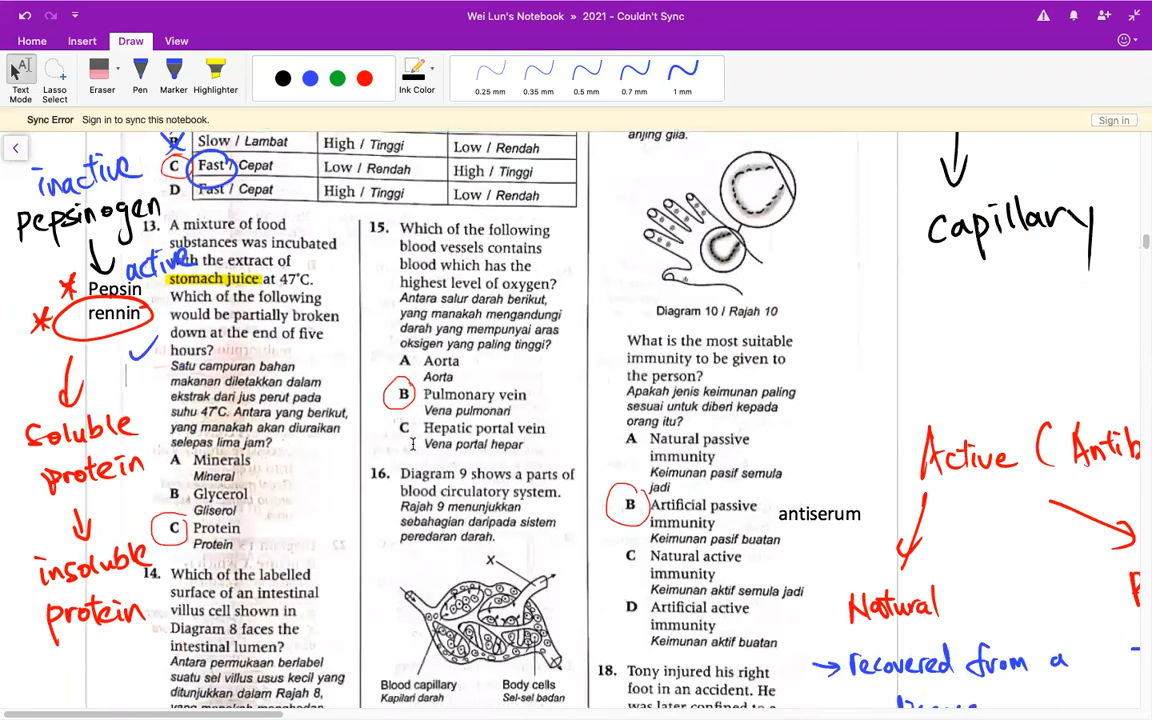 Wei Lun's Notebook » 2021 - Couldn't Sync
Home Insert Draw View
Text Mode
Lasso Select
Eraser
Pen
Marker
Highlighter
Ink Color
0.25 mm
0.35 mm
0.5 mm
0.7 mm
1 mm
Sync Error Sign in to sync this notebook.
Sign in
inactive
pepsinogen
active
Pepsin
rennin
soluble
protein
insoluble
protein
B Slow / Lambat High / Tinggi Low / Rendah
C Fast / Cepat Low / Rendah High / Tinggi
D Fast / Cepat High / Tinggi Low / Rendah
13. A mixture of food
substances was incubated
with the extract of
stomach juice at 47°C.
Which of the following
would be partially broken
down at the end of five
hours?
Satu campuran bahan
makanan diletakkan dalam
ekstrak dari jus perut pada
suhu 47°C. Antara yang berikut,
yang manakah akan diuraikan
selepas lima jam?
A Minerals
Mineral
B Glycerol
Gliserol
C Protein
Protein
14. Which of the labelled
surface of an intestinal
villus cell shown in
Diagram 8 faces the
intestinal lumen?
Antara permukaan berlabel
suatu sel villus usus kecil yang
ditunjukkan dalam Rajah 8,
yang manakah menghadap
15. Which of the following
blood vessels contains
blood which has the
highest level of oxygen?
Antara salur darah berikut,
yang manakah mengandungi
darah yang mempunyai aras
oksigen yang paling tinggi?
A Aorta
Aorta
B Pulmonary vein
Vena pulmonari
C Hepatic portal vein
Vena portal hepar
16. Diagram 9 shows a parts of
blood circulatory system.
Rajah 9 menunjukkan
sebahagian daripada sistem
peredaran darah.
X
Blood capillary
Kapilari darah
Body cells
Sel-sel badan
anjing gila.
Diagram 10 / Rajah 10
What is the most suitable
immunity to be given to
the person?
Apakah jenis keimunan paling
sesuai untuk diberi kepada
orang itu?
A Natural passive
immunity
Keimunan pasif semula
jadi
B Artificial passive
immunity
Keimunan pasif buatan
C Natural active
immunity
Keimunan aktif semula jadi
D Artificial active
immunity
Keimunan aktif buatan
18. Tony injured his right
foot in an accident. He
was later confined to a
antiserum
capillary
Active (Antib
Natural
→ recovered from a